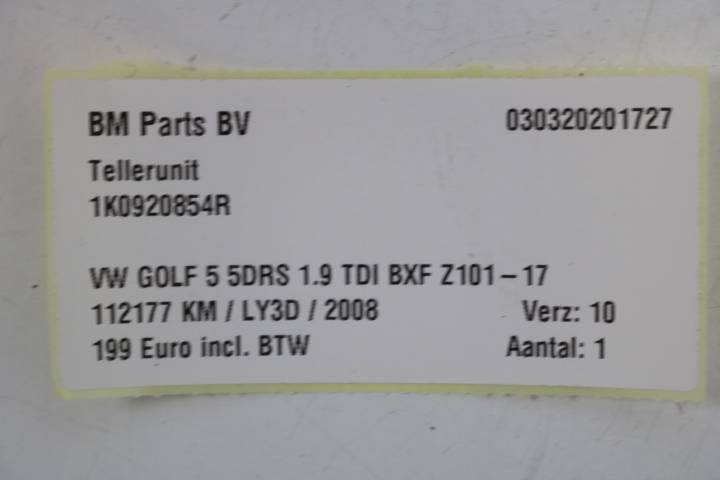 BM Parts BV 030320201727
Tellerunit
1K0920854R
VW GOLF 5 5DRS 1.9 TDI BXF Z101-17
112177 KM / LY3D / 2008 Verz: 10
199 Euro incl. BTW Aantal: 1